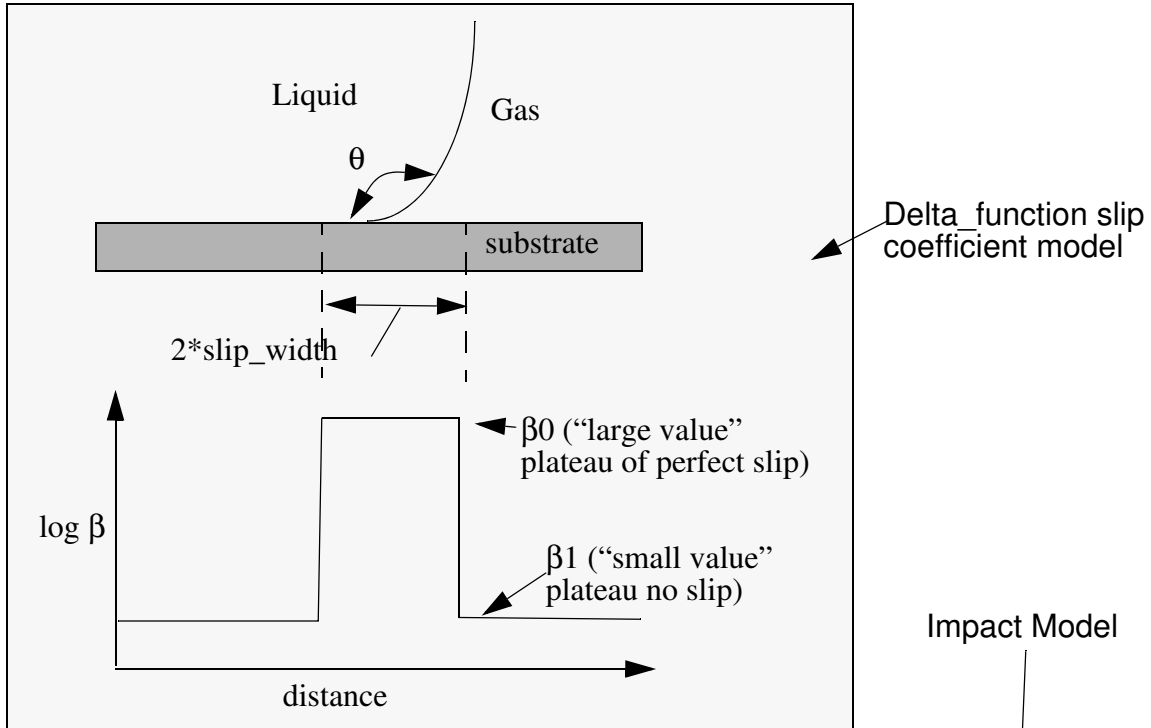 Liquid
Gas
θ
substrate
Delta_function slip
coefficient model
2*slip_width
β0 (“large value”
plateau of perfect slip)
log β
β1 (“small value”
plateau no slip)
distance
Impact Model